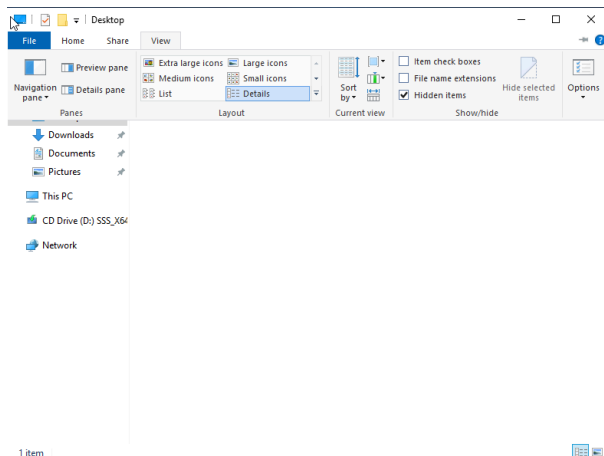 Desktop
File Home Share View
Navigation pane
Preview pane
Details pane
Panes
Extra large icons Large icons
Medium icons Small icons
List Details
Layout
Sort by
Current view
Item check boxes
File name extensions
Hidden items
Hide selected items
Show/hide
Options
Downloads
Documents
Pictures
This PC
CD Drive (D:) SSS_X64
Network
1 item